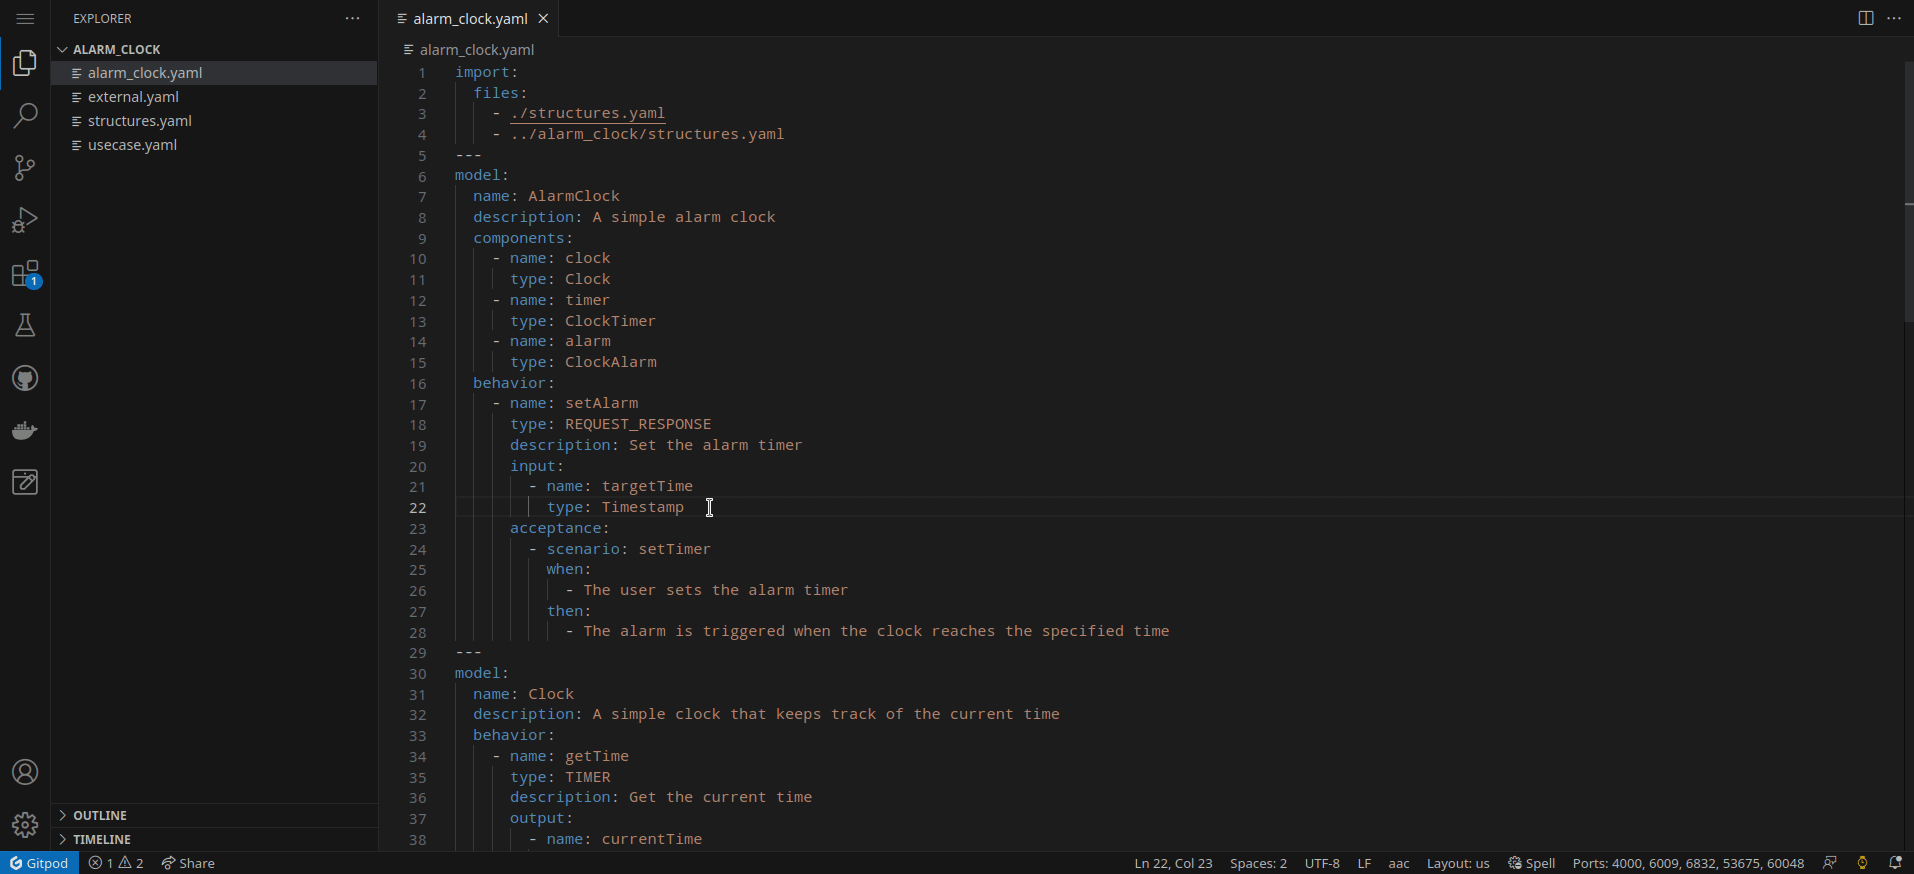 EXPLORER
ALARM_CLOCK
alarm_clock.yaml
external.yaml
structures.yaml
usecase.yaml
1
OUTLINE
TIMELINE
alarm_clock.yaml
alarm_clock.yaml
1 import:
2 files:
3 - ./structures.yaml
4 - ../alarm_clock/structures.yaml
5 ---
6 model:
7 name: AlarmClock
8 description: A simple alarm clock
9 components:
10 - name: clock
11 type: Clock
12 - name: timer
13 type: ClockTimer
14 - name: alarm
15 type: ClockAlarm
16 behavior:
17 - name: setAlarm
18 type: REQUEST_RESPONSE
19 description: Set the alarm timer
20 input:
21 - name: targetTime
22 type: Timestamp
23 acceptance:
24 - scenario: setTimer
25 when:
26 - The user sets the alarm timer
27 then:
28 - The alarm is triggered when the clock reaches the specified time
29 ---
30 model:
31 name: Clock
32 description: A simple clock that keeps track of the current time
33 behavior:
34 - name: getTime
35 type: TIMER
36 description: Get the current time
37 output:
38 - name: currentTime
Gitpod 1 2 Share Ln 22, Col 23 Spaces: 2 UTF-8 LF aac Layout: us Spell Ports: 4000, 6009, 6832, 53675, 60048